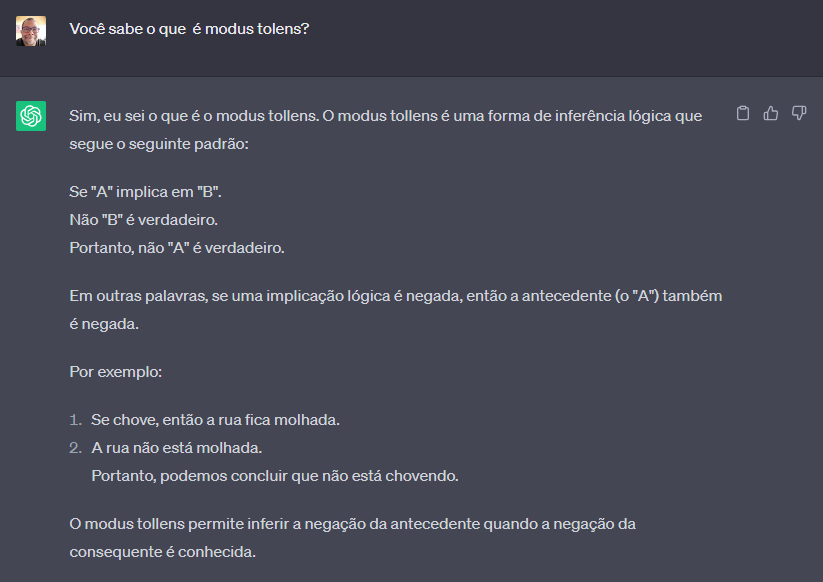 Você sabe o que é modus tolens?
Sim, eu sei o que é o modus tollens. O modus tollens é uma forma de inferência lógica que
segue o seguinte padrão:
Se "A" implica em "B".
Não "B" é verdadeiro.
Portanto, não "A" é verdadeiro.
Em outras palavras, se uma implicação lógica é negada, então a antecedente (o "A") também
é negada.
Por exemplo:
1. Se chove, então a rua fica molhada.
2. A rua não está molhada.
Portanto, podemos concluir que não está chovendo.
O modus tollens permite inferir a negação da antecedente quando a negação da
consequente é conhecida.